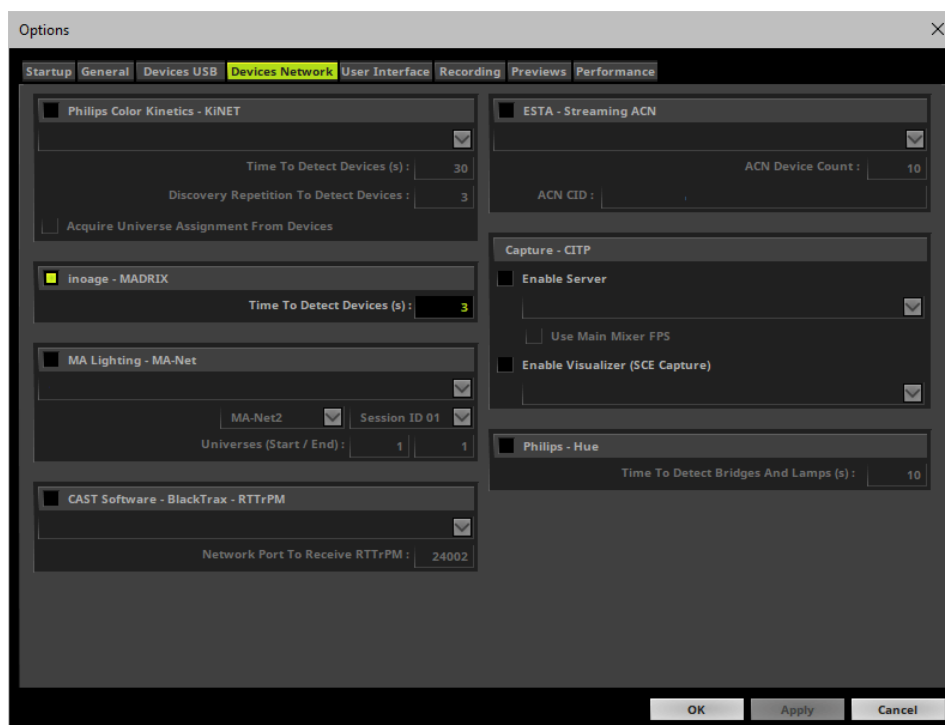 Options
Startup General Devices USB Devices Network User Interface Recording Previews Performance
Philips Color Kinetics - KiNET
Time To Detect Devices (s) : 30
Discovery Repetition To Detect Devices : 3
Acquire Universe Assignment From Devices
inoage - MADRIX
Time To Detect Devices (s) : 3
MA Lighting - MA-Net
MA-Net2 Session ID 01
Universes (Start / End) : 1 1
CAST Software - BlackTrax - RTTrPM
Network Port To Receive RTTrPM : 24002
ESTA - Streaming ACN
ACN Device Count : 10
ACN CID :
Capture - CITP
Enable Server
Use Main Mixer FPS
Enable Visualizer (SCE Capture)
Philips - Hue
Time To Detect Bridges And Lamps (s) : 10
OK Apply Cancel